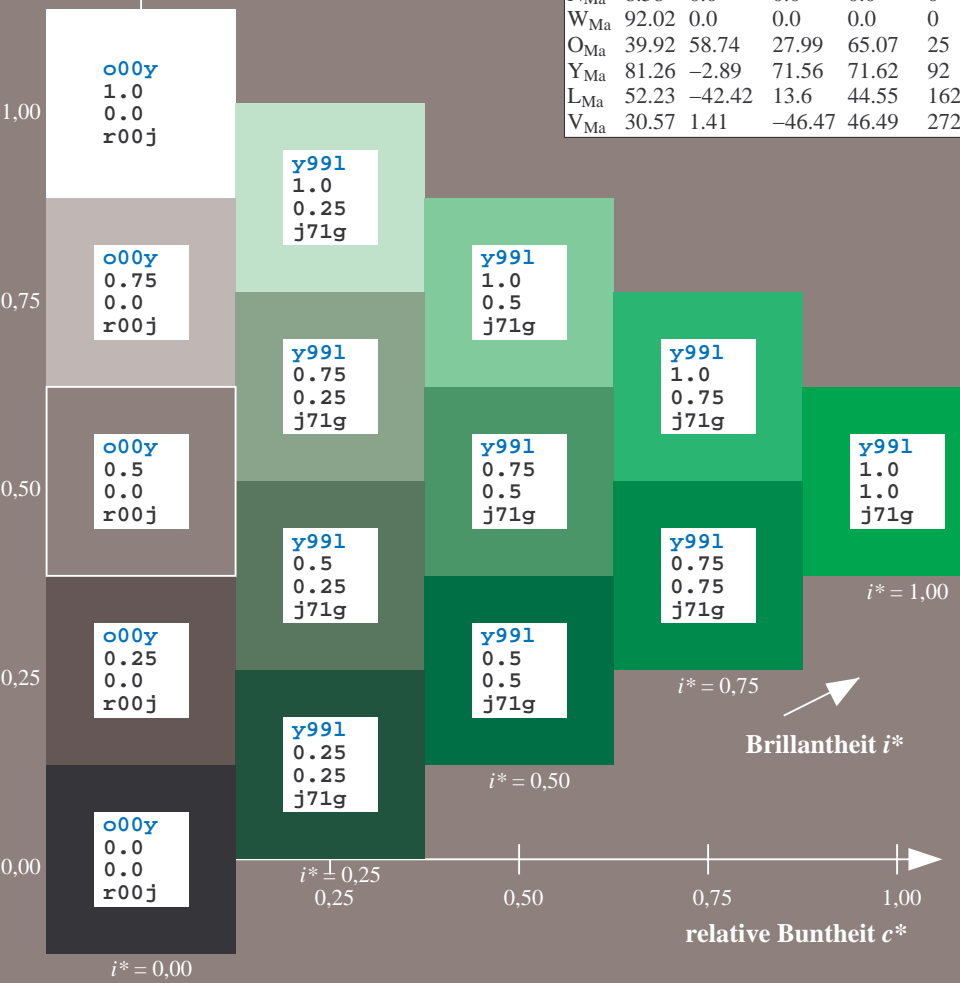 W_Ma 92.02 0.0 0.0 0.0 0
O_Ma 39.92 58.74 27.99 65.07 25
Y_Ma 81.26 –2.89 71.56 71.62 92
L_Ma 52.23 –42.42 13.6 44.55 162
V_Ma 30.57 1.41 –46.47 46.49 272
o00y
1.0
0.0
r00j
1,00
y99l
1.0
0.25
j71g
o00y
0.75
0.0
r00j
y99l
1.0
0.5
j71g
0,75
y99l
0.75
0.25
j71g
y99l
1.0
0.75
j71g
o00y
0.5
0.0
r00j
y99l
0.75
0.5
j71g
y99l
1.0
1.0
j71g
0,50
y99l
0.5
0.25
j71g
y99l
0.75
0.75
j71g
i* = 1,00
o00y
0.25
0.0
r00j
y99l
0.5
0.5
j71g
0,25
i* = 0,75
y99l
0.25
0.25
j71g
Brillantheit i*
i* = 0,50
o00y
0.0
0.0
r00j
0,00
i* = 0,25
0,25 0,50 0,75 1,00
relative Buntheit c*
i* = 0,00